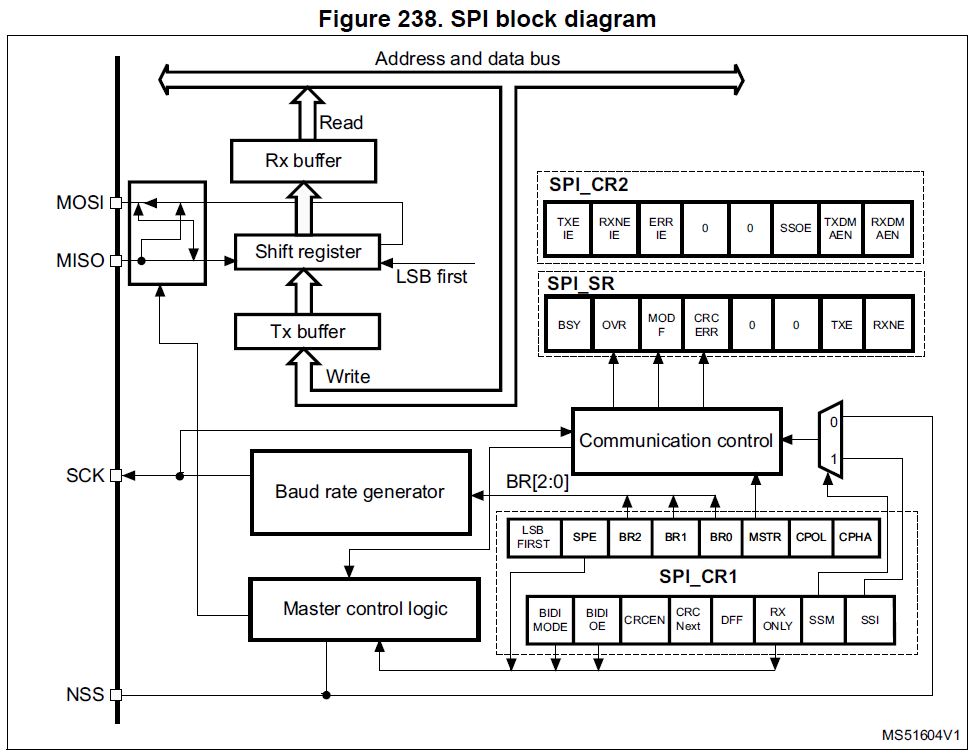 Figure 238. SPI block diagram
Address and data bus
Read
Rx buffer
MOSI
MISO
Shift register
LSB first
Tx buffer
Write
SPI_CR2
TXE
IE
RXNE
IE
ERR
IE
0
0
SSOE
TXDM
AEN
RXDM
AEN
SPI_SR
BSY
OVR
MOD
F
CRC
ERR
0
0
TXE
RXNE
Communication control
0
1
SCK
Baud rate generator
BR[2:0]
LSB
FIRST
SPE
BR2
BR1
BR0
MSTR
CPOL
CPHA
SPI_CR1
Master control logic
BIDI
MODE
BIDI
OE
CRCEN
CRC
Next
DFF
RX
ONLY
SSM
SSI
NSS
MS51604V1